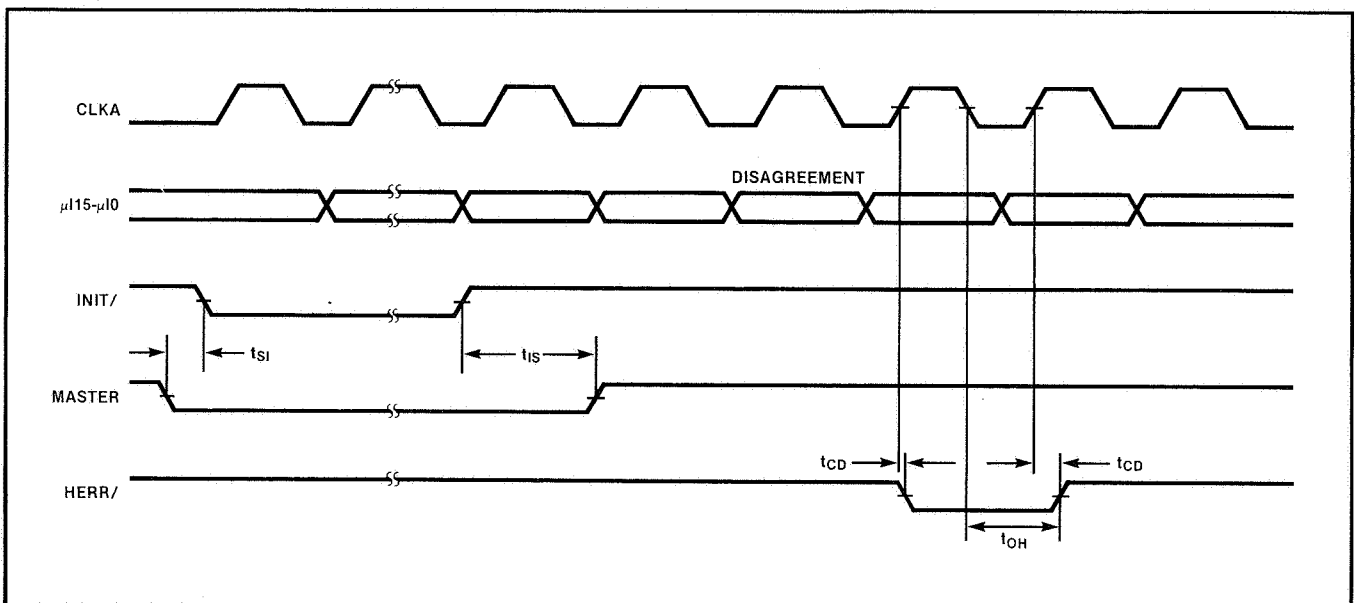 CLKA
DISAGREEMENT
μI15-μI0
INIT/
tSI
tIS
MASTER
tCD
tCD
HERR/
tOH